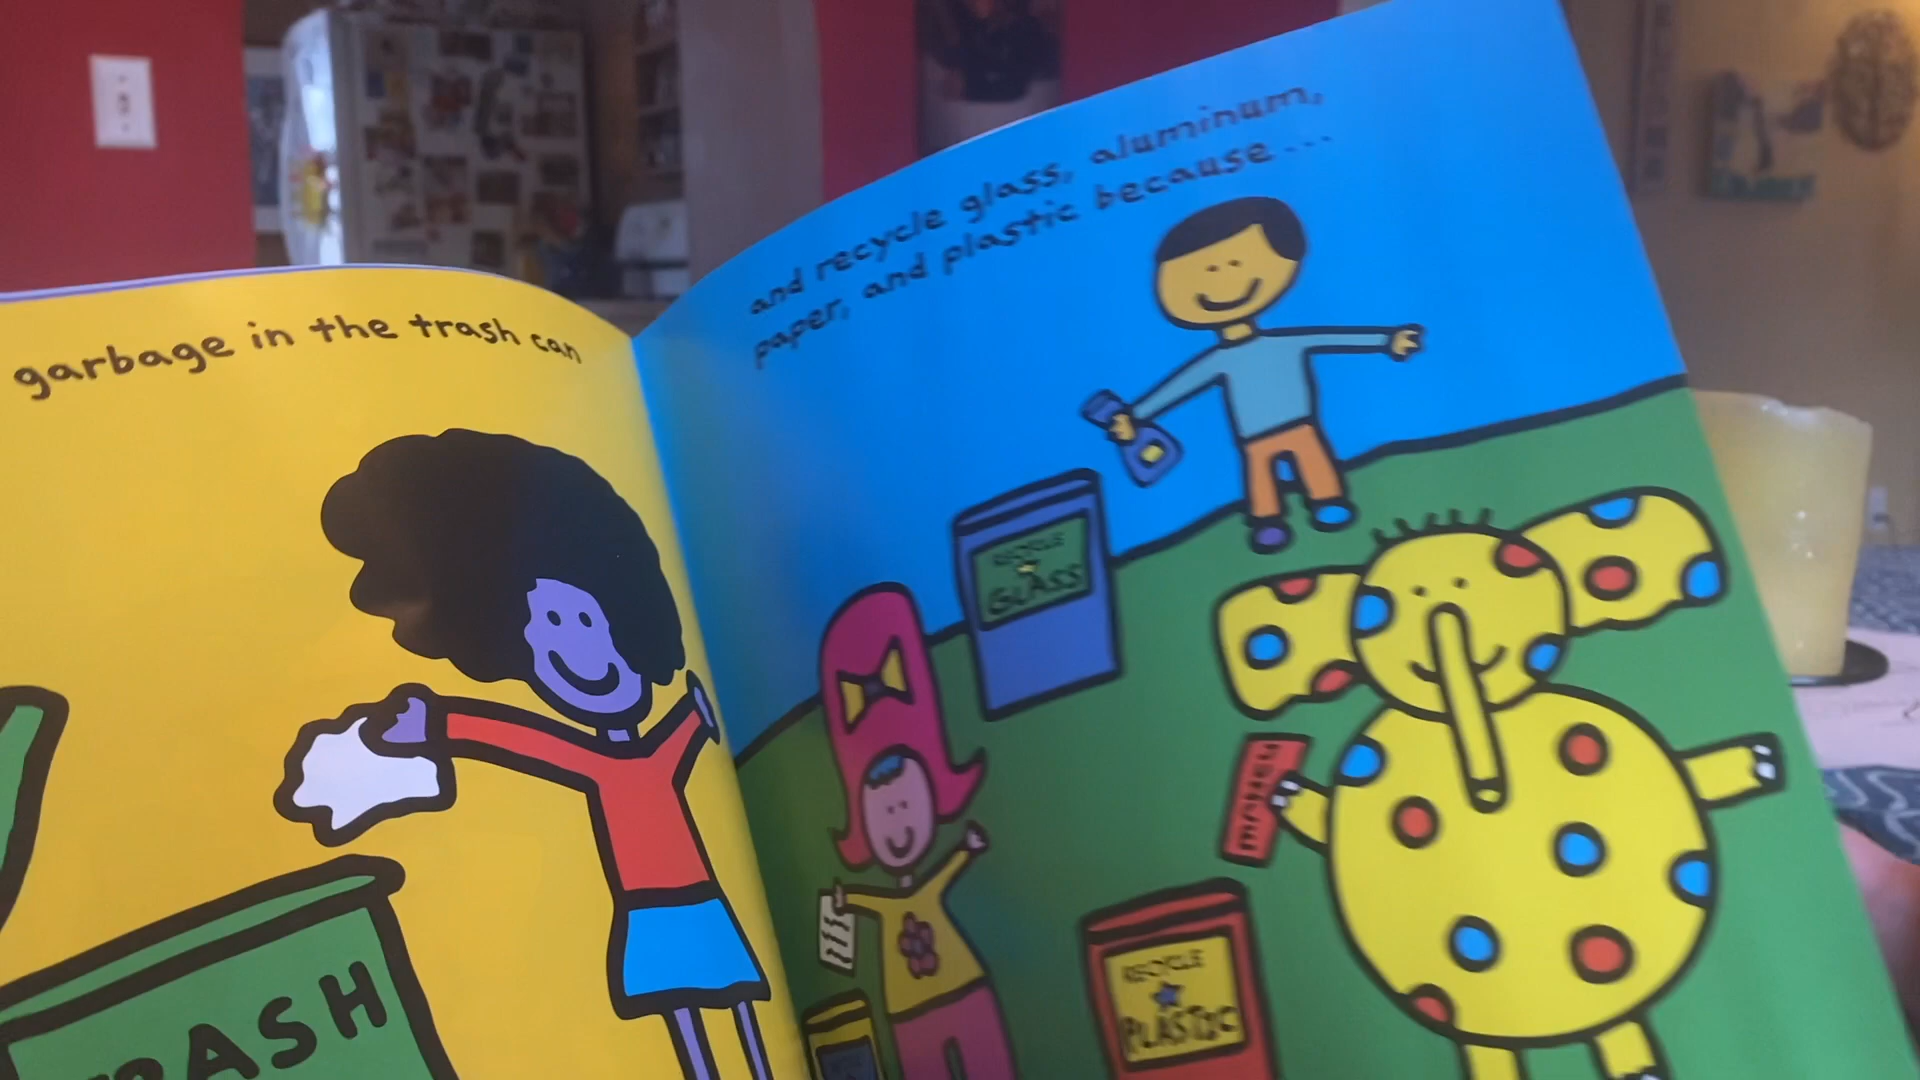 garbage in the trash can
TRASH
and recycle glass, aluminum,
paper, and plastic because...
RECYCLE
GLASS
RECYCLE
PLASTIC